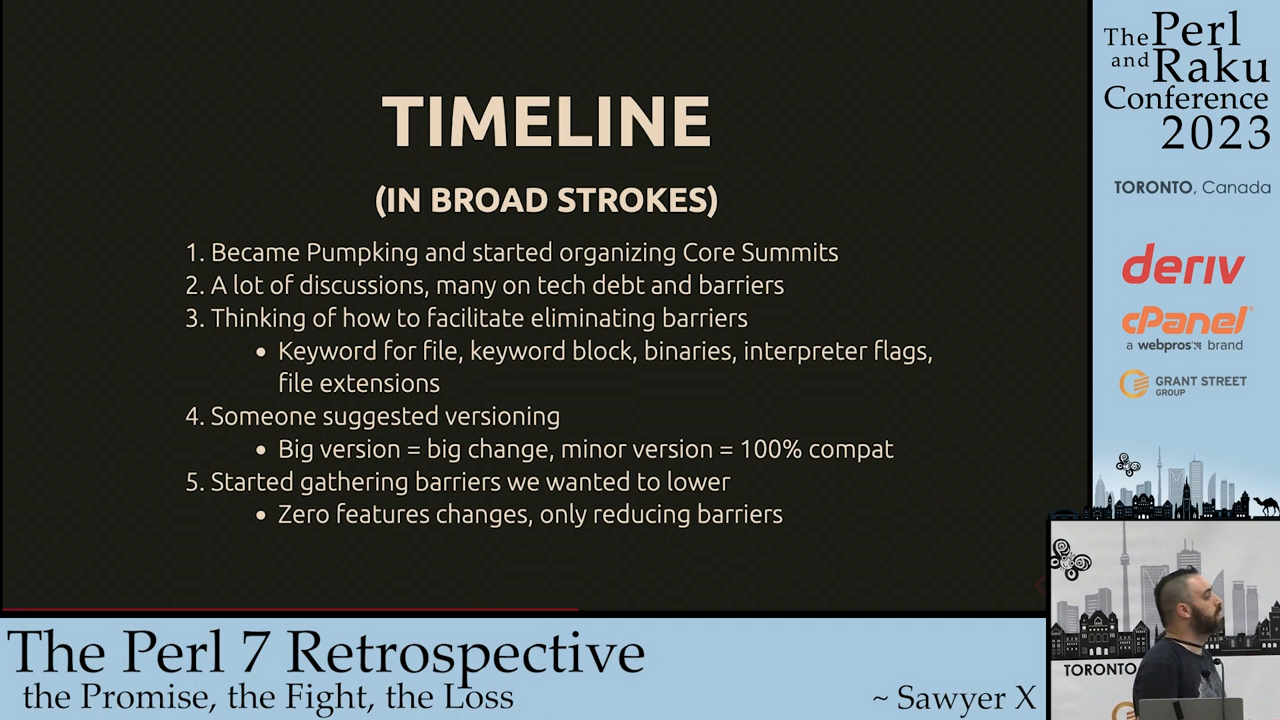 TIMELINE
(IN BROAD STROKES)
1. Became Pumpking and started organizing Core Summits
2. A lot of discussions, many on tech debt and barriers
3. Thinking of how to facilitate eliminating barriers
• Keyword for file, keyword block, binaries, interpreter flags,
file extensions
4. Someone suggested versioning
• Big version = big change, minor version = 100% compat
5. Started gathering barriers we wanted to lower
• Zero features changes, only reducing barriers
The Perl
and Raku
Conference
2023
TORONTO, Canada
deriv
cPanel®
a webpros brand
GRANT STREET
GROUP
TORONTO
The Perl 7 Retrospective
the Promise, the Fight, the Loss
~ Sawyer X